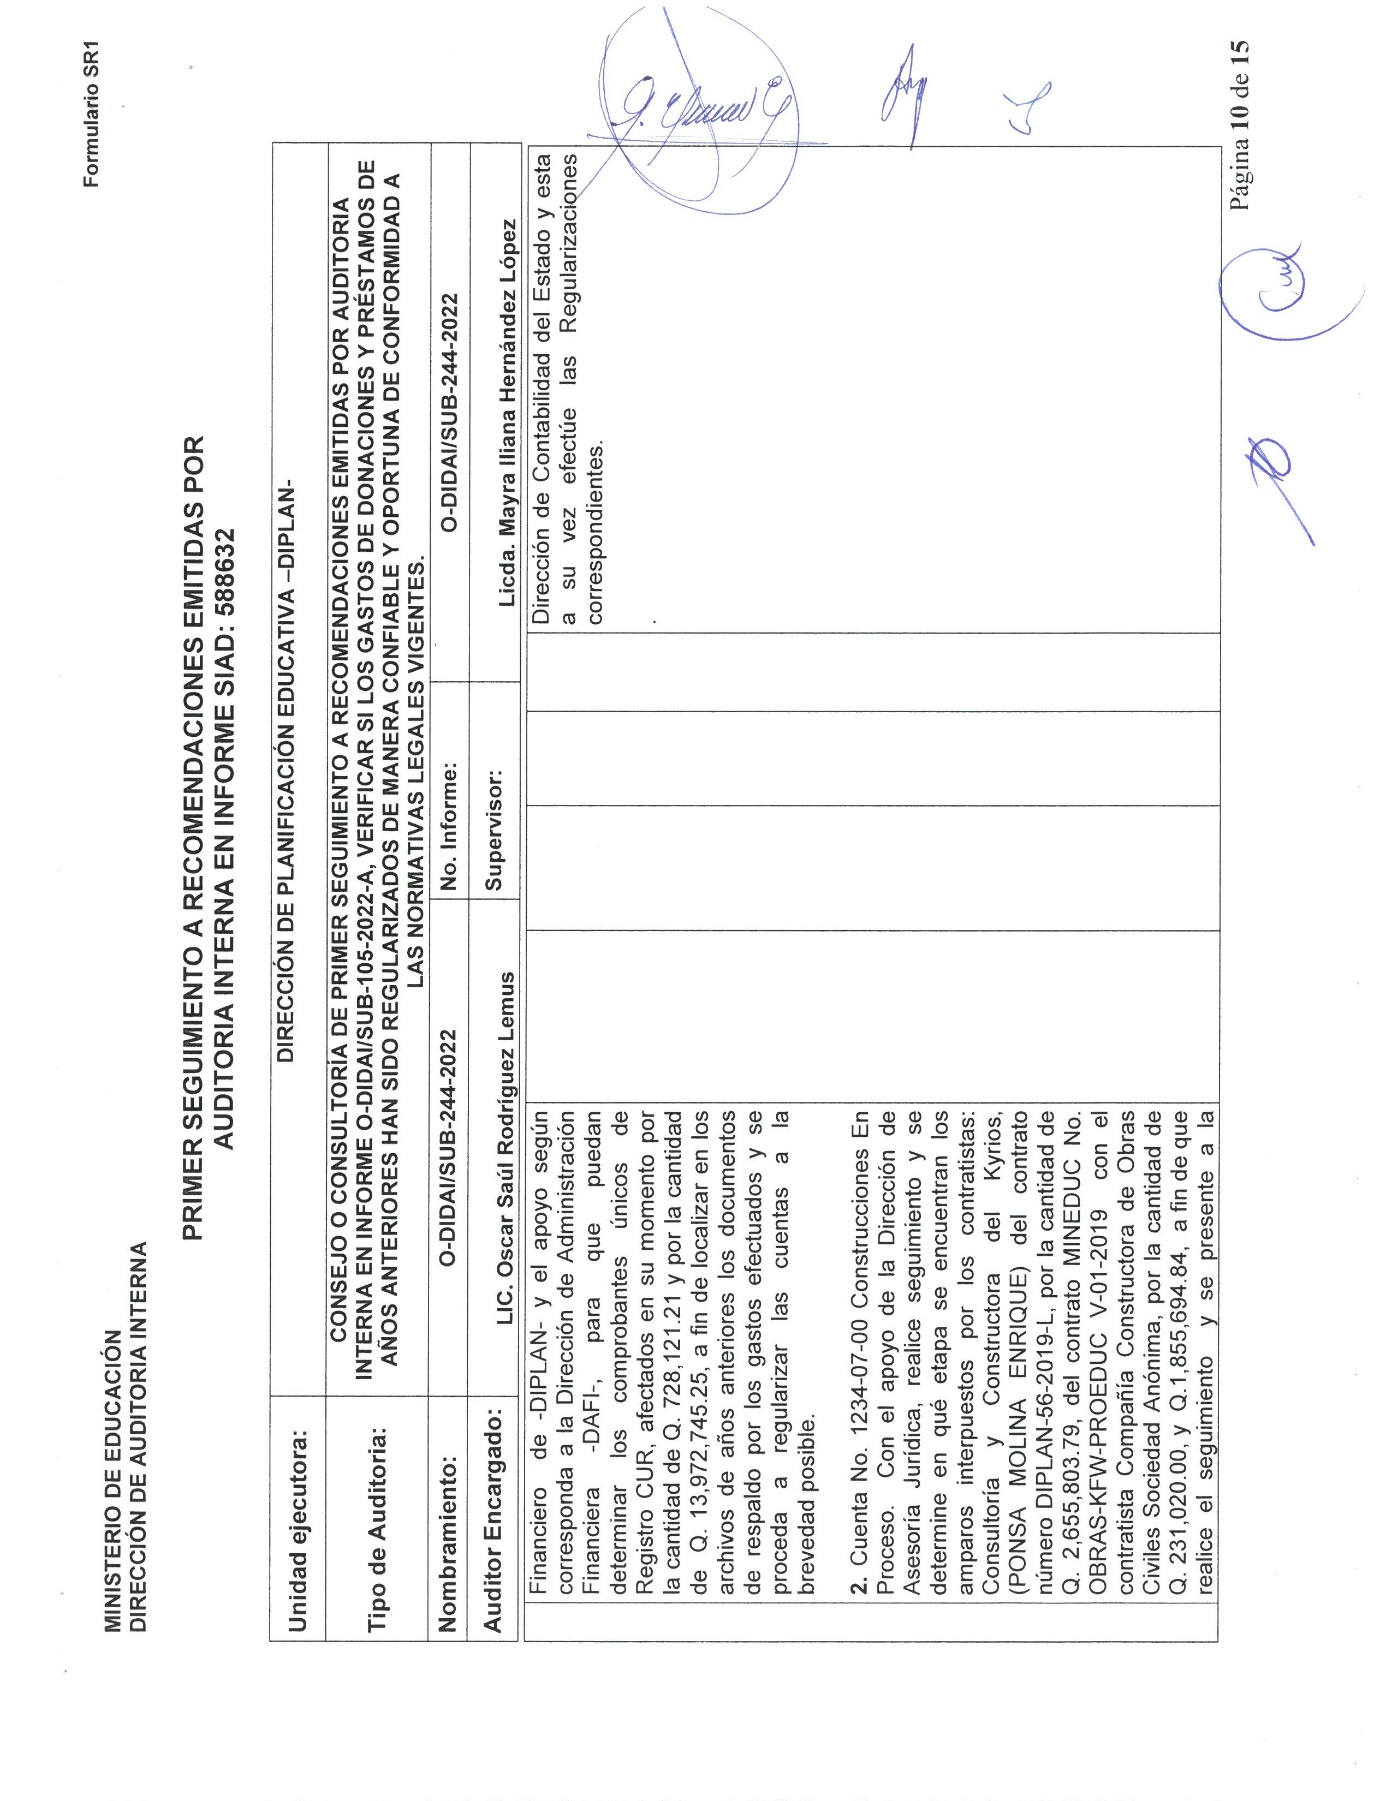 Formulario SR1
MINISTERIO DE EDUCACIÓN
DIRECCIÓN DE AUDITORIA INTERNA
PRIMER SEGUIMIENTO A RECOMENDACIONES EMITIDAS POR
AUDITORIA INTERNA EN INFORME SIAD: 588632
Unidad ejecutora:
DIRECCIÓN DE PLANIFICACIÓN EDUCATIVA –DIPLAN-
Tipo de Auditoria:
CONSEJO O CONSULTORÍA DE PRIMER SEGUIMIENTO A RECOMENDACIONES EMITIDAS POR AUDITORIA
INTERNA EN INFORME O-DIDAI/SUB-105-2022-A, VERIFICAR SI LOS GASTOS DE DONACIONES Y PRÉSTAMOS DE
AÑOS ANTERIORES HAN SIDO REGULARIZADOS DE MANERA CONFIABLE Y OPORTUNA DE CONFORMIDAD A
LAS NORMATIVAS LEGALES VIGENTES.
Nombramiento:
O-DIDAI/SUB-244-2022
No. Informe:
O-DIDAI/SUB-244-2022
Auditor Encargado:
LIC. Oscar Saúl Rodríguez Lemus
Supervisor:
Licda. Mayra Iliana Hernández López
Financiero de -DIPLAN- y el apoyo según
corresponda a la Dirección de Administración
Financiera -DAFI-, para que puedan
determinar los comprobantes únicos de
Registro CUR, afectados en su momento por
la cantidad de Q. 728,121.21 y por la cantidad
de Q. 13,972,745.25, a fin de localizar en los
archivos de años anteriores los documentos
de respaldo por los gastos efectuados y se
proceda a regularizar las cuentas a la
brevedad posible.
2. Cuenta No. 1234-07-00 Construcciones En
Proceso. Con el apoyo de la Dirección de
Asesoría Jurídica, realice seguimiento y se
determine en qué etapa se encuentran los
amparos interpuestos por los contratistas:
Consultoría y Constructora del Kyrios,
(PONSA MOLINA ENRIQUE) del contrato
número DIPLAN-56-2019-L, por la cantidad de
Q. 2,655,803.79, del contrato MINEDUC No.
OBRAS-KFW-PROEDUC V-01-2019 con el
contratista Compañía Constructora de Obras
Civiles Sociedad Anónima, por la cantidad de
Q. 231,020.00, y Q.1,855,694.84, a fin de que
realice el seguimiento y se presente a la
Dirección de Contabilidad del Estado y esta
a su vez efectúe las Regularizaciones
correspondientes.
.
Página 10 de 15